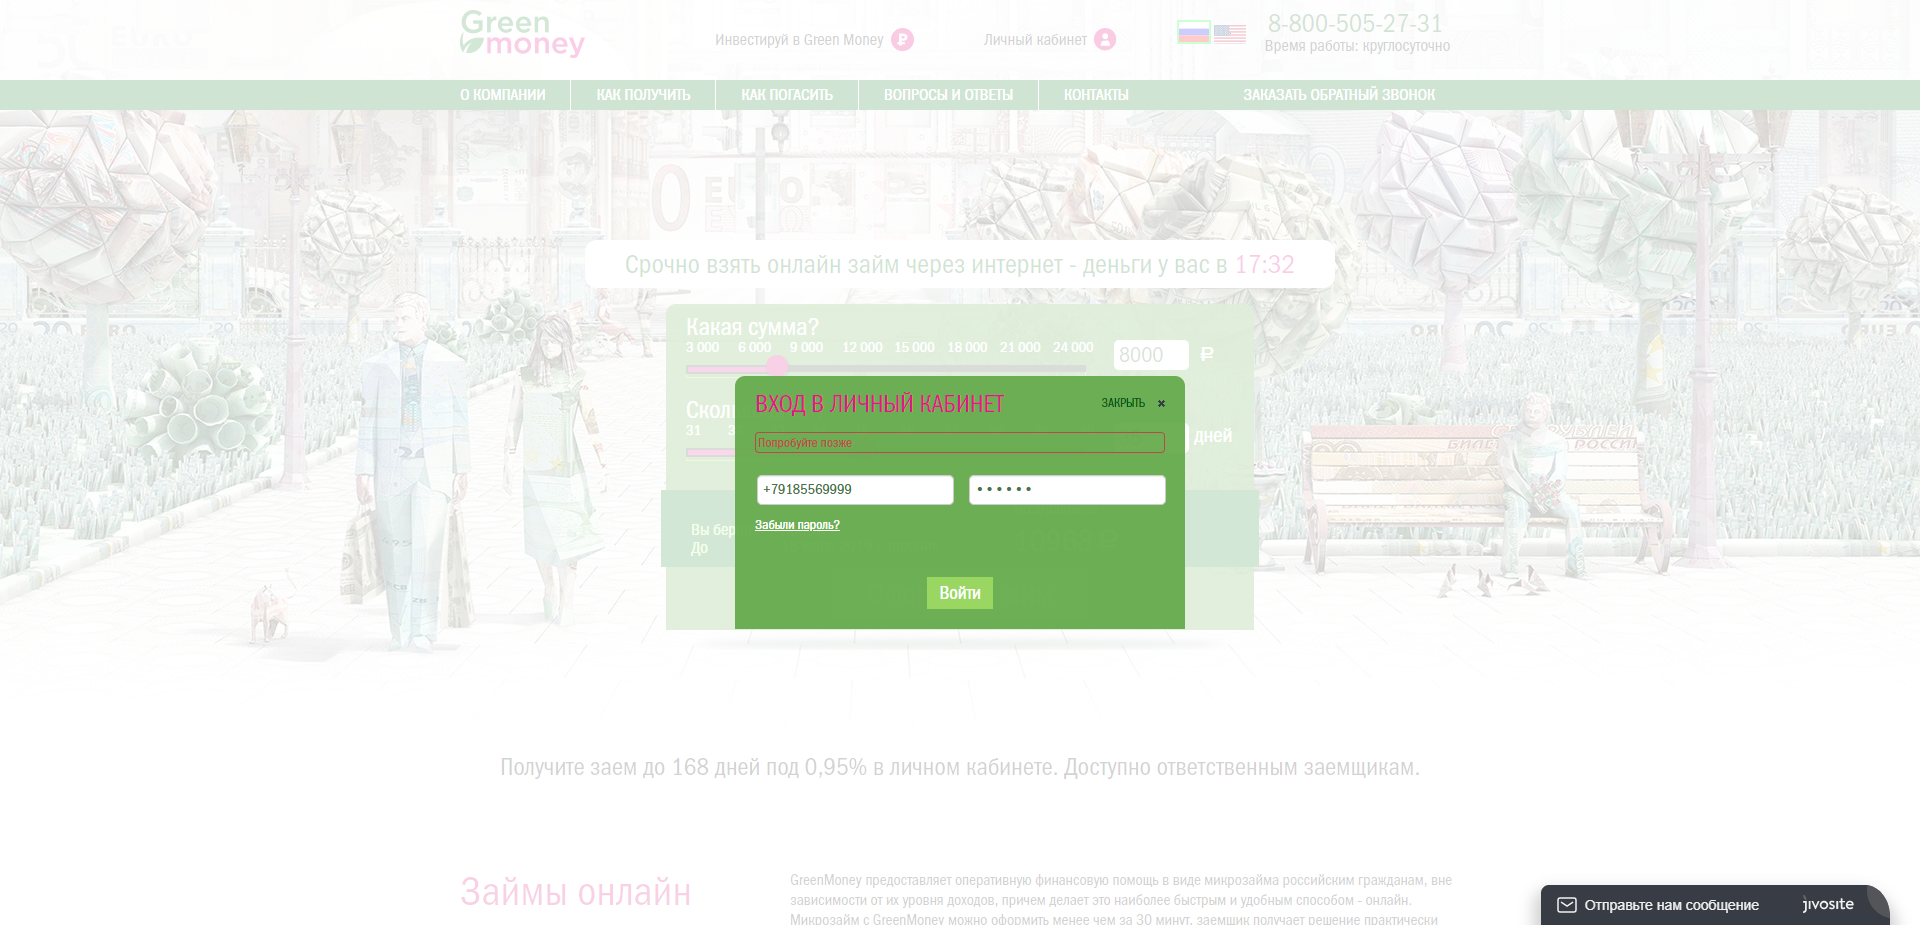 Green
money
Инвестируй в Green Money
Личный кабинет
8-800-505-27-31
Время работы: круглосуточно
О КОМПАНИИ
КАК ПОЛУЧИТЬ
КАК ПОГАСИТЬ
ВОПРОСЫ И ОТВЕТЫ
КОНТАКТЫ
ЗАКАЗАТЬ ОБРАТНЫЙ ЗВОНОК
Срочно взять онлайн займ через интернет - деньги у вас в 17:32
Какая сумма?
3 000 6 000 9 000 12 000 15 000 18 000 21 000 24 000
8000 ₽
31
дней
Вы бер
До
ВХОД В ЛИЧНЫЙ КАБИНЕТ
ЗАКРЫТЬ ×
Попробуйте позже
+79185569999
••••••
Забыли пароль?
Войти
Получите заем до 168 дней под 0,95% в личном кабинете. Доступно ответственным заемщикам.
Займы онлайн
GreenMoney предоставляет оперативную финансовую помощь в виде микрозайма российским гражданам, вне
зависимости от их уровня доходов, причем делает это наиболее быстрым и удобным способом - онлайн.
Микрозайм с GreenMoney можно оформить менее чем за 30 минут, заемщик получает решение практически
Отправьте нам сообщение
jivosite